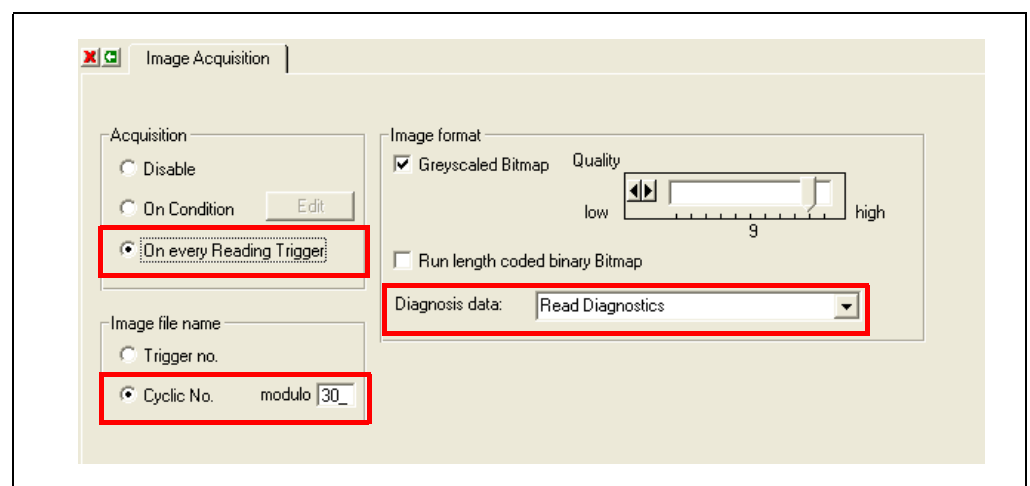 Image Acquisition
Acquisition
Disable
On Condition Edit
On every Reading Trigger
Image file name
Trigger no.
Cyclic No. modulo 30_
Image format
Greyscaled Bitmap Quality
low high
9
Run length coded binary Bitmap
Diagnosis data: Read Diagnostics